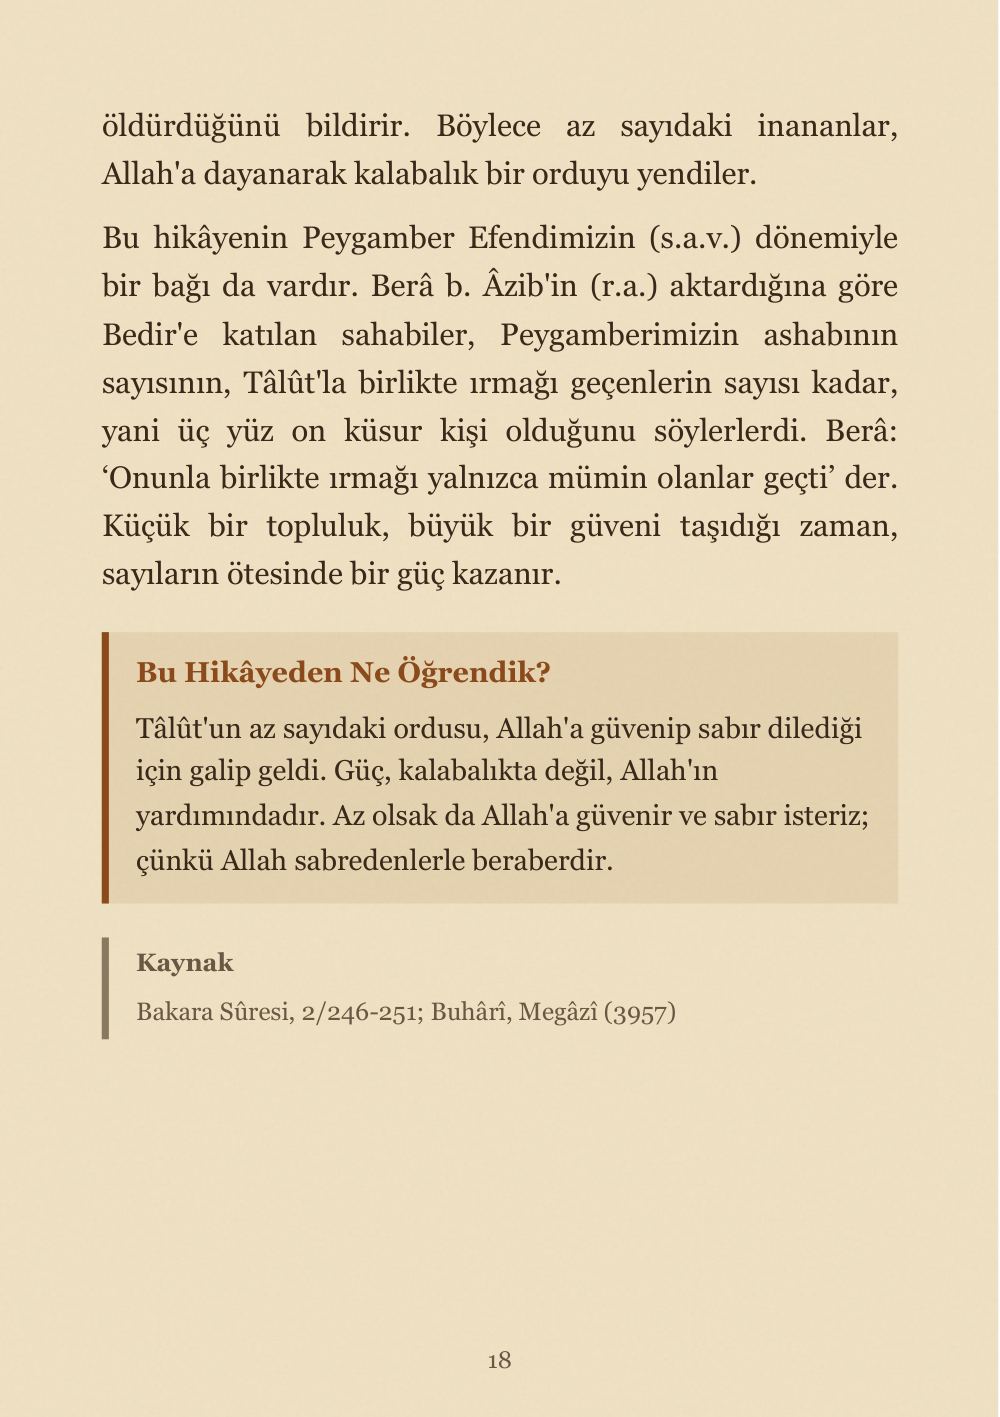 öldürdüğünü bildirir. Böylece az sayıdaki inananlar,
Allah'a dayanarak kalabalık bir orduyu yendiler.
Bu hikâyenin Peygamber Efendimizin (s.a.v.) dönemiyle
bir bağı da vardır. Berâ b. Âzib'in (r.a.) aktardığına göre
Bedir'e katılan sahabiler, Peygamberimizin ashabının
sayısının, Tâlût'la birlikte ırmağı geçenlerin sayısı kadar,
yani üç yüz on küsur kişi olduğunu söylerlerdi. Berâ:
‘Onunla birlikte ırmağı yalnızca mümin olanlar geçti’ der.
Küçük bir topluluk, büyük bir güveni taşıdığı zaman,
sayıların ötesinde bir güç kazanır.
Bu Hikâyeden Ne Öğrendik?
Tâlût'un az sayıdaki ordusu, Allah'a güvenip sabır dilediği
için galip geldi. Güç, kalabalıkta değil, Allah'ın
yardımındadır. Az olsak da Allah'a güvenir ve sabır isteriz;
çünkü Allah sabredenlerle beraberdir.
Kaynak
Bakara Sûresi, 2/246-251; Buhârî, Megâzî (3957)
18